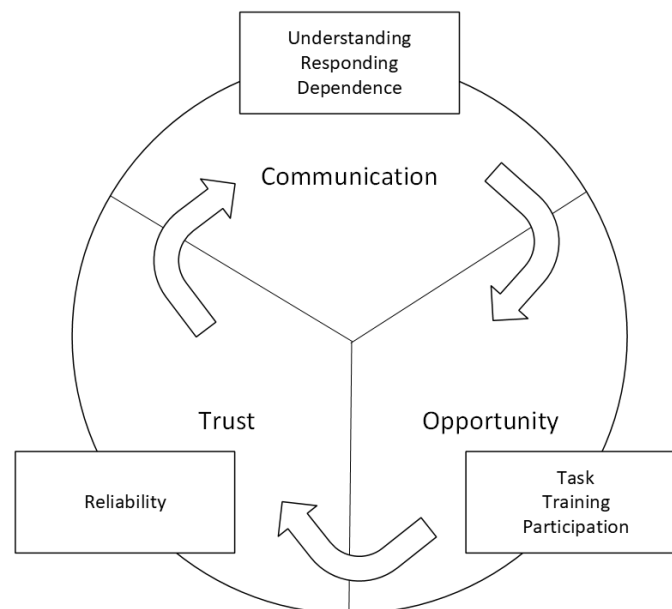 Understanding
Responding
Dependence
Communication
Trust
Opportunity
Reliability
Task
Training
Participation